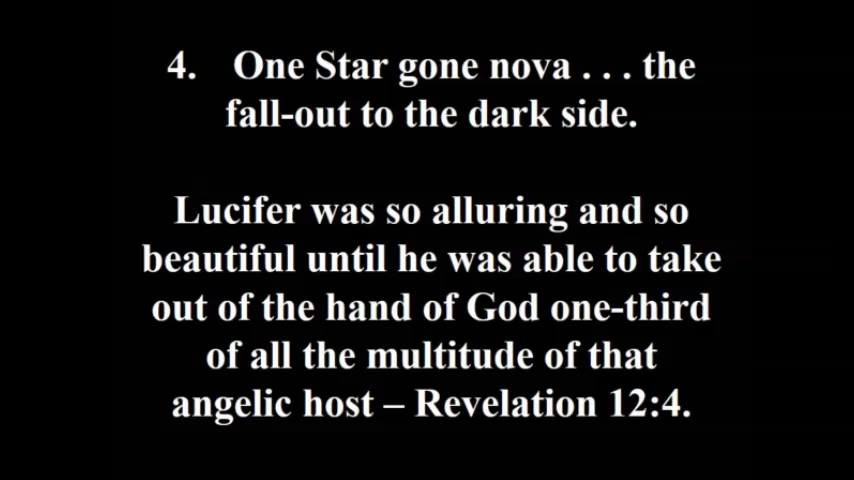 4. One Star gone nova . . . the
fall-out to the dark side.
Lucifer was so alluring and so
beautiful until he was able to take
out of the hand of God one-third
of all the multitude of that
angelic host – Revelation 12:4.